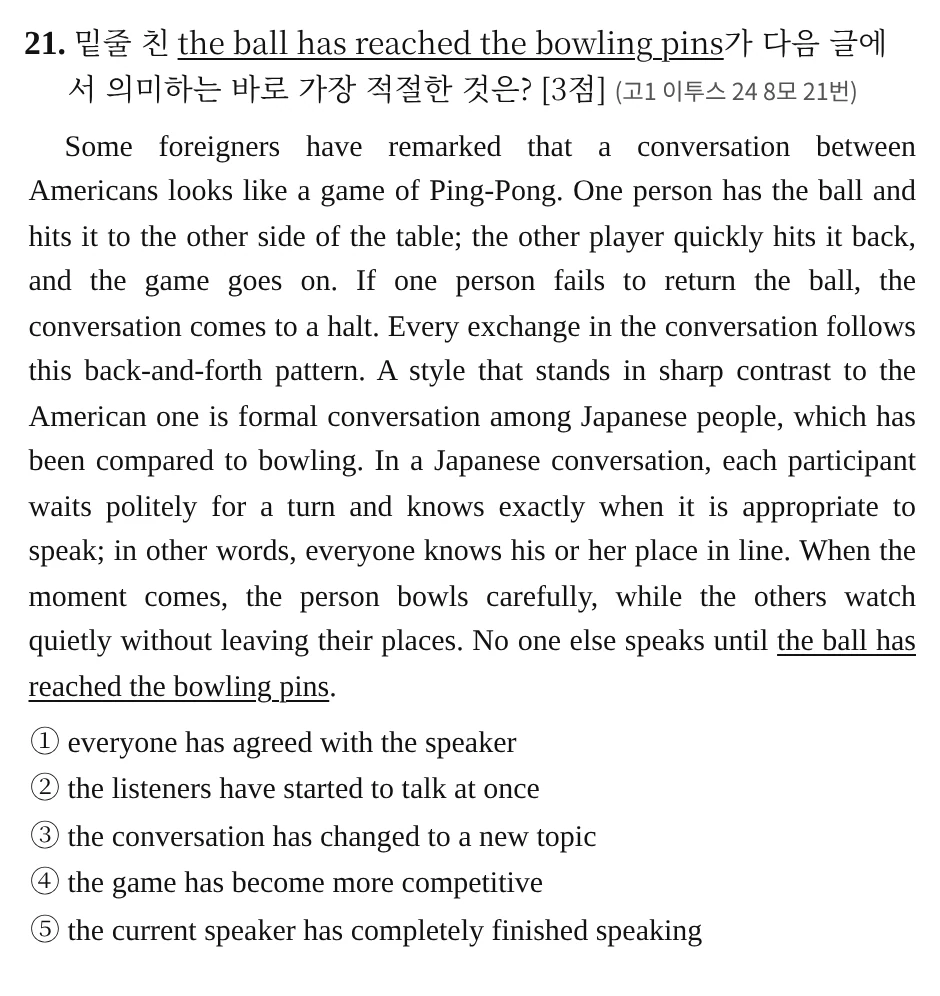 21. 밑줄 친 the ball has reached the bowling pins가 다음 글에
서 의미하는 바로 가장 적절한 것은? [3점] (고1 이투스 24 8모 21번)
Some foreigners have remarked that a conversation between
Americans looks like a game of Ping-Pong. One person has the ball and
hits it to the other side of the table; the other player quickly hits it back,
and the game goes on. If one person fails to return the ball, the
conversation comes to a halt. Every exchange in the conversation follows
this back-and-forth pattern. A style that stands in sharp contrast to the
American one is formal conversation among Japanese people, which has
been compared to bowling. In a Japanese conversation, each participant
waits politely for a turn and knows exactly when it is appropriate to
speak; in other words, everyone knows his or her place in line. When the
moment comes, the person bowls carefully, while the others watch
quietly without leaving their places. No one else speaks until the ball has
reached the bowling pins.
① everyone has agreed with the speaker
② the listeners have started to talk at once
③ the conversation has changed to a new topic
④ the game has become more competitive
⑤ the current speaker has completely finished speaking